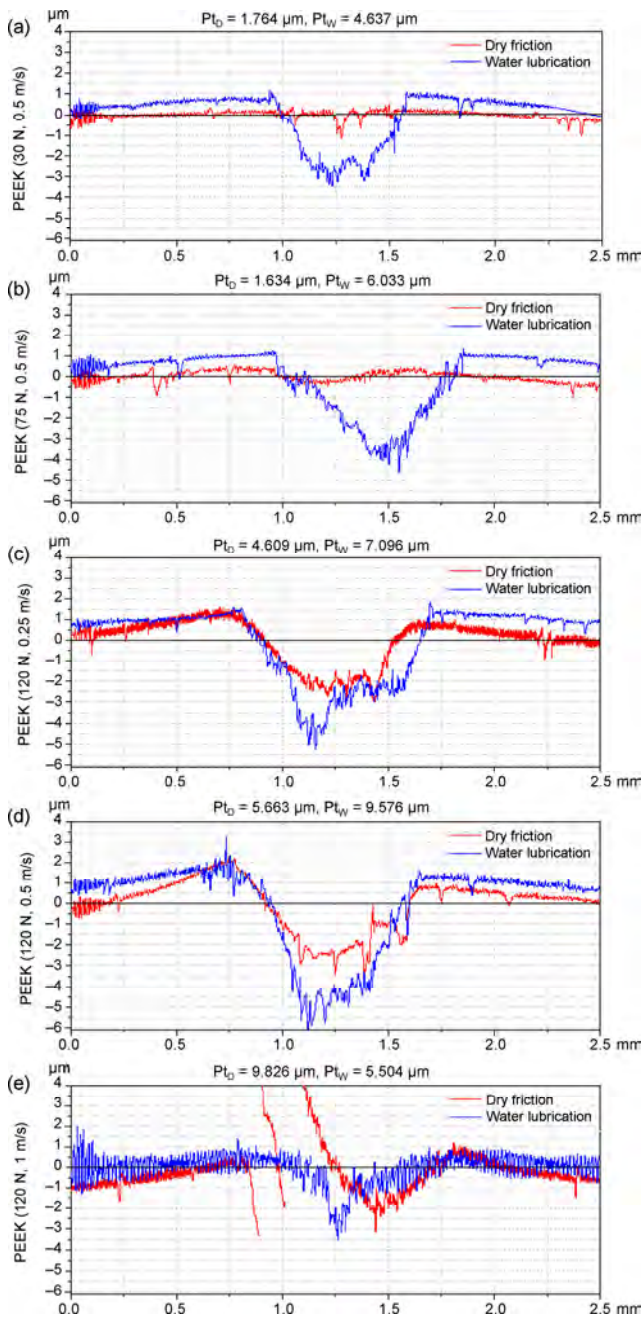 (a)
µm
Pt_D = 1.764 µm, Pt_W = 4.637 µm
Dry friction
Water lubrication
PEEK (30 N, 0.5 m/s)
4
3
2
1
0
–1
–2
–3
–4
–5
–6
0.0 0.5 1.0 1.5 2.0 2.5 mm
(b)
µm
Pt_D = 1.634 µm, Pt_W = 6.033 µm
Dry friction
Water lubrication
PEEK (75 N, 0.5 m/s)
4
3
2
1
0
–1
–2
–3
–4
–5
–6
0.0 0.5 1.0 1.5 2.0 2.5 mm
(c)
µm
Pt_D = 4.609 µm, Pt_W = 7.096 µm
Dry friction
Water lubrication
PEEK (120 N, 0.25 m/s)
4
3
2
1
0
–1
–2
–3
–4
–5
–6
0.0 0.5 1.0 1.5 2.0 2.5 mm
(d)
µm
Pt_D = 5.663 µm, Pt_W = 9.576 µm
Dry friction
Water lubrication
PEEK (120 N, 0.5 m/s)
4
3
2
1
0
–1
–2
–3
–4
–5
–6
0.0 0.5 1.0 1.5 2.0 2.5 mm
(e)
µm
Pt_D = 9.826 µm, Pt_W = 5.504 µm
Dry friction
Water lubrication
PEEK (120 N, 1 m/s)
4
3
2
1
0
–1
–2
–3
–4
–5
–6
0.0 0.5 1.0 1.5 2.0 2.5 mm